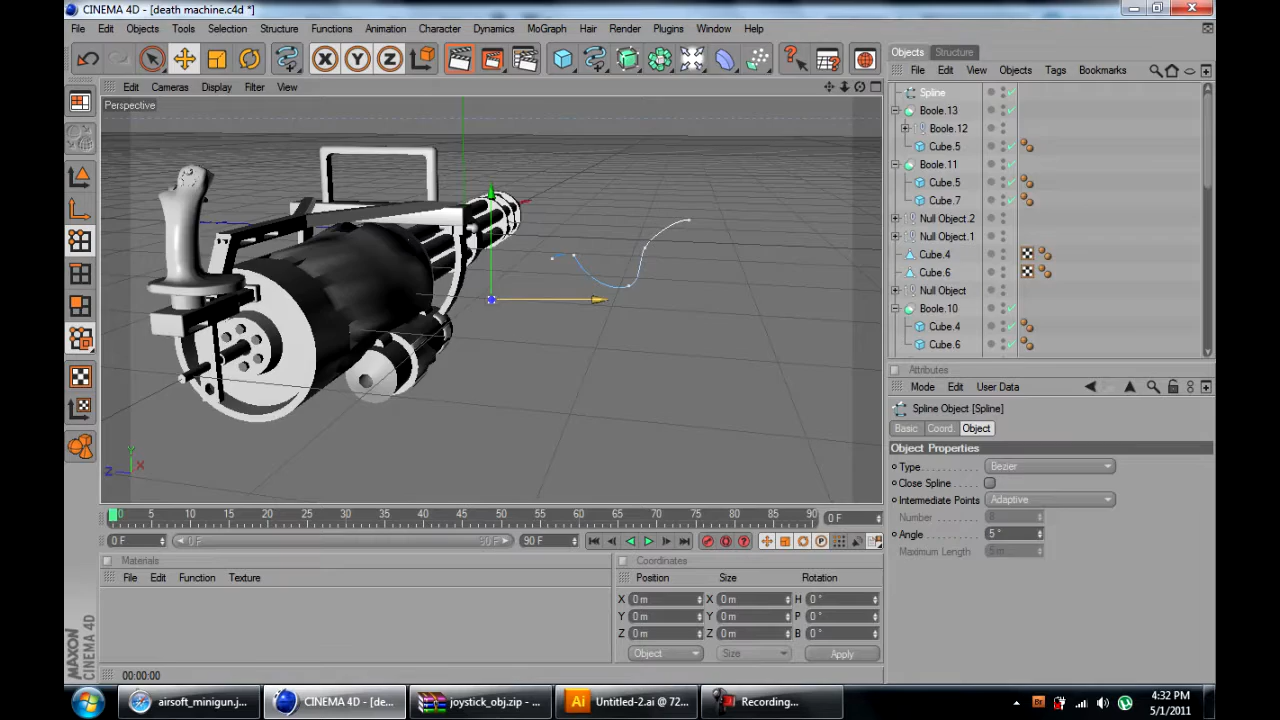 CINEMA 4D - [death machine.c4d *]
File Edit Objects Tools Selection Structure Functions Animation Character Dynamics MoGraph Hair Render Plugins Window Help
Objects Structure
File Edit View Objects Tags Bookmarks
Edit Cameras Display Filter View
Perspective
Spline
Boole.13
Boole.12
Cube.5
Boole.11
Cube.5
Cube.7
Null Object.2
Null Object.1
Cube.4
Cube.6
Null Object
Boole.10
Cube.4
Cube.6
Attributes
Mode Edit User Data
Spline Object [Spline]
Basic Coord. Object
Object Properties
Type Bezier
Close Spline
Intermediate Points Adaptive
Number 8
Angle 5 °
Maximum Length 5 m
Y
Z X
0 5 10 15 20 25 30 35 40 45 50 55 60 65 70 75 80 85 90 0 F
0 F 0 F 90 F 90 F
Materials
File Edit Function Texture
Coordinates
Position Size Rotation
X 0 m X 0 m H 0 °
Y 0 m Y 0 m P 0 °
Z 0 m Z 0 m B 0 °
Object Size Apply
MAXON
CINEMA 4D
00:00:00
airsoft_minigun.j... CINEMA 4D - [de... joystick_obj.zip - ... Ai Untitled-2.ai @ 72... Recording... Br
4:32 PM
5/1/2011